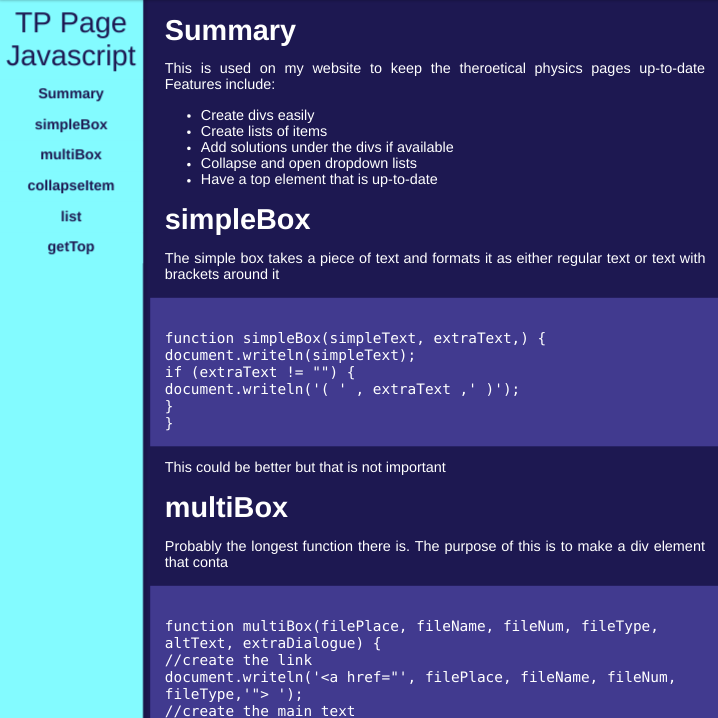 TP Page
Javascript
Summary
simpleBox
multiBox
collapseItem
list
getTop
Summary
This is used on my website to keep the theroetical physics pages up-to-date
Features include:
• Create divs easily
• Create lists of items
• Add solutions under the divs if available
• Collapse and open dropdown lists
• Have a top element that is up-to-date
simpleBox
The simple box takes a piece of text and formats it as either regular text or text with
brackets around it
function simpleBox(simpleText, extraText,) {
document.writeln(simpleText);
if (extraText != "") {
document.writeln('( ' , extraText ,' )');
}
}
This could be better but that is not important
multiBox
Probably the longest function there is. The purpose of this is to make a div element
that conta
function multiBox(filePlace, fileName, fileNum, fileType,
altText, extraDialogue) {
//create the link
document.writeln('<a href="', filePlace, fileName, fileNum,
fileType,'"> ');
//create the main text